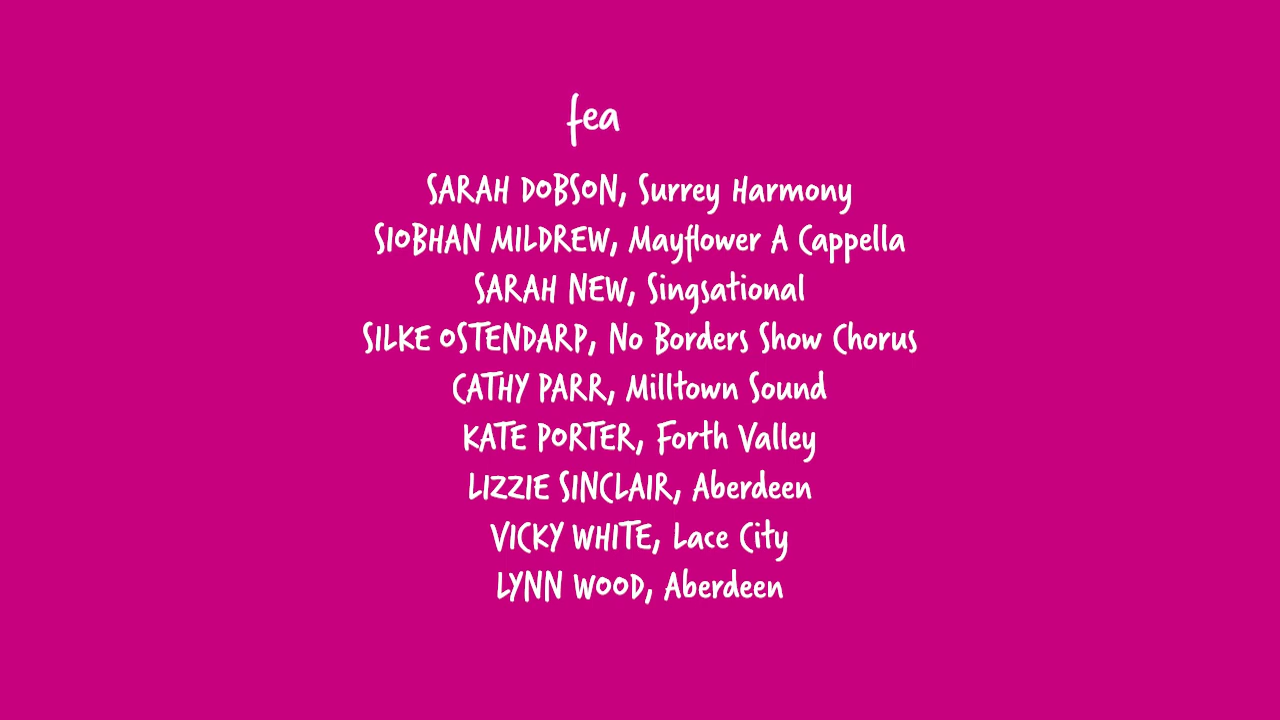 fea
SARAH DOBSON, Surrey Harmony
SIOBHAN MILDREW, Mayflower A Cappella
SARAH NEW, Singsational
SILKE OSTENDARP, No Borders Show Chorus
CATHY PARR, Milltown Sound
KATE PORTER, Forth Valley
LIZZIE SINCLAIR, Aberdeen
VICKY WHITE, Lace City
LYNN WOOD, Aberdeen